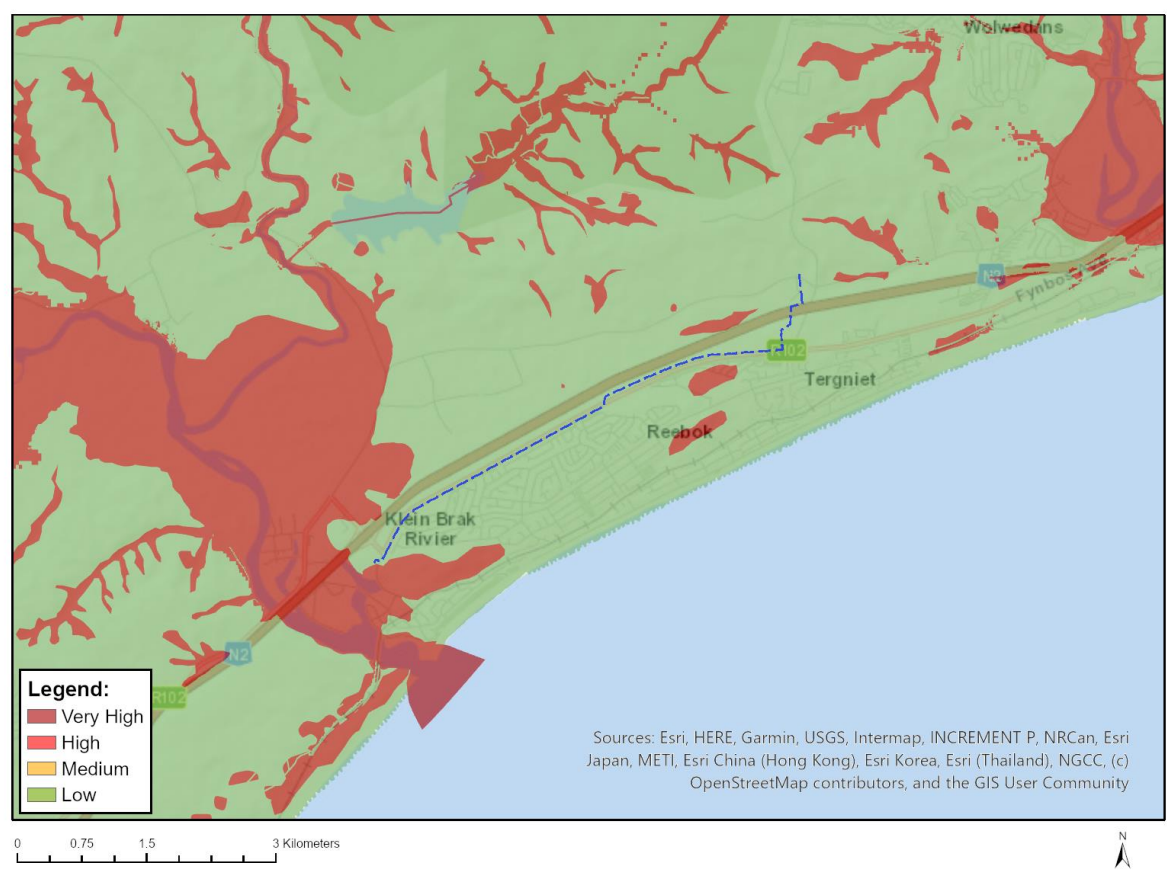 Wolwedans
N2
Fynbos
R102
Tergniet
Reebok
Klein Brak
Rivier
N2
R102
Legend:
Very High
High
Medium
Low
Sources: Esri, HERE, Garmin, USGS, Intermap, INCREMENT P, NRCan, Esri
Japan, METI, Esri China (Hong Kong), Esri Korea, Esri (Thailand), NGCC, (c)
OpenStreetMap contributors, and the GIS User Community
0 0.75 1.5 3 Kilometers
N